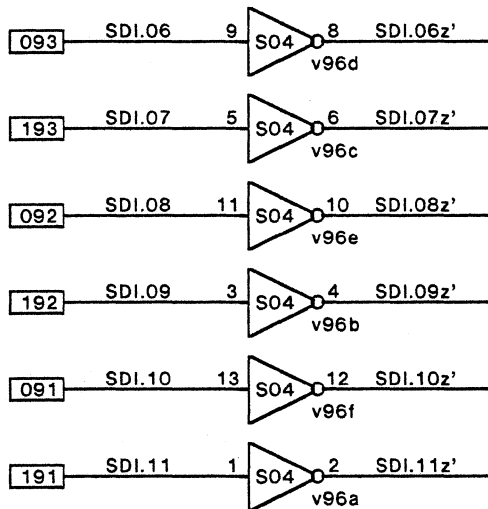 093 SDI.06 9 S04 8 SDI.06z'
v96d
193 SDI.07 5 S04 6 SDI.07z'
v96c
092 SDI.08 11 S04 10 SDI.08z'
v96e
192 SDI.09 3 S04 4 SDI.09z'
v96b
091 SDI.10 13 S04 12 SDI.10z'
v96f
191 SDI.11 1 S04 2 SDI.11z'
v96a